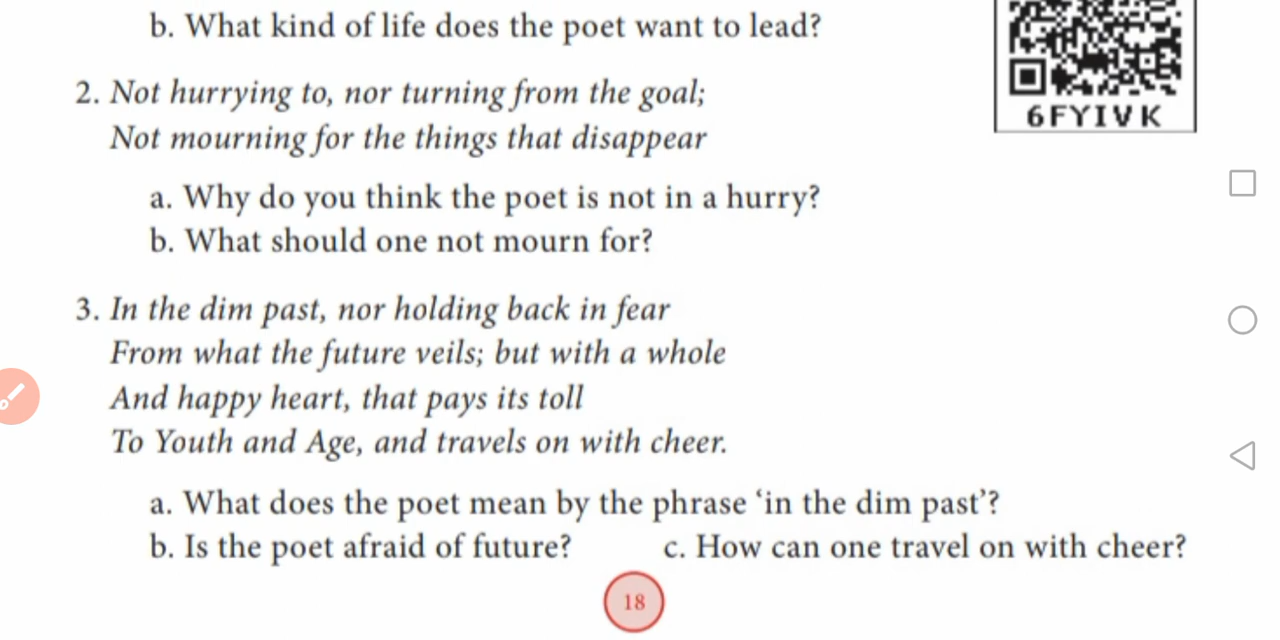 b. What kind of life does the poet want to lead?
2. Not hurrying to, nor turning from the goal;
Not mourning for the things that disappear
a. Why do you think the poet is not in a hurry?
b. What should one not mourn for?
6FYIVK
3. In the dim past, nor holding back in fear
From what the future veils; but with a whole
And happy heart, that pays its toll
To Youth and Age, and travels on with cheer.
a. What does the poet mean by the phrase ‘in the dim past’?
b. Is the poet afraid of future? c. How can one travel on with cheer?
18